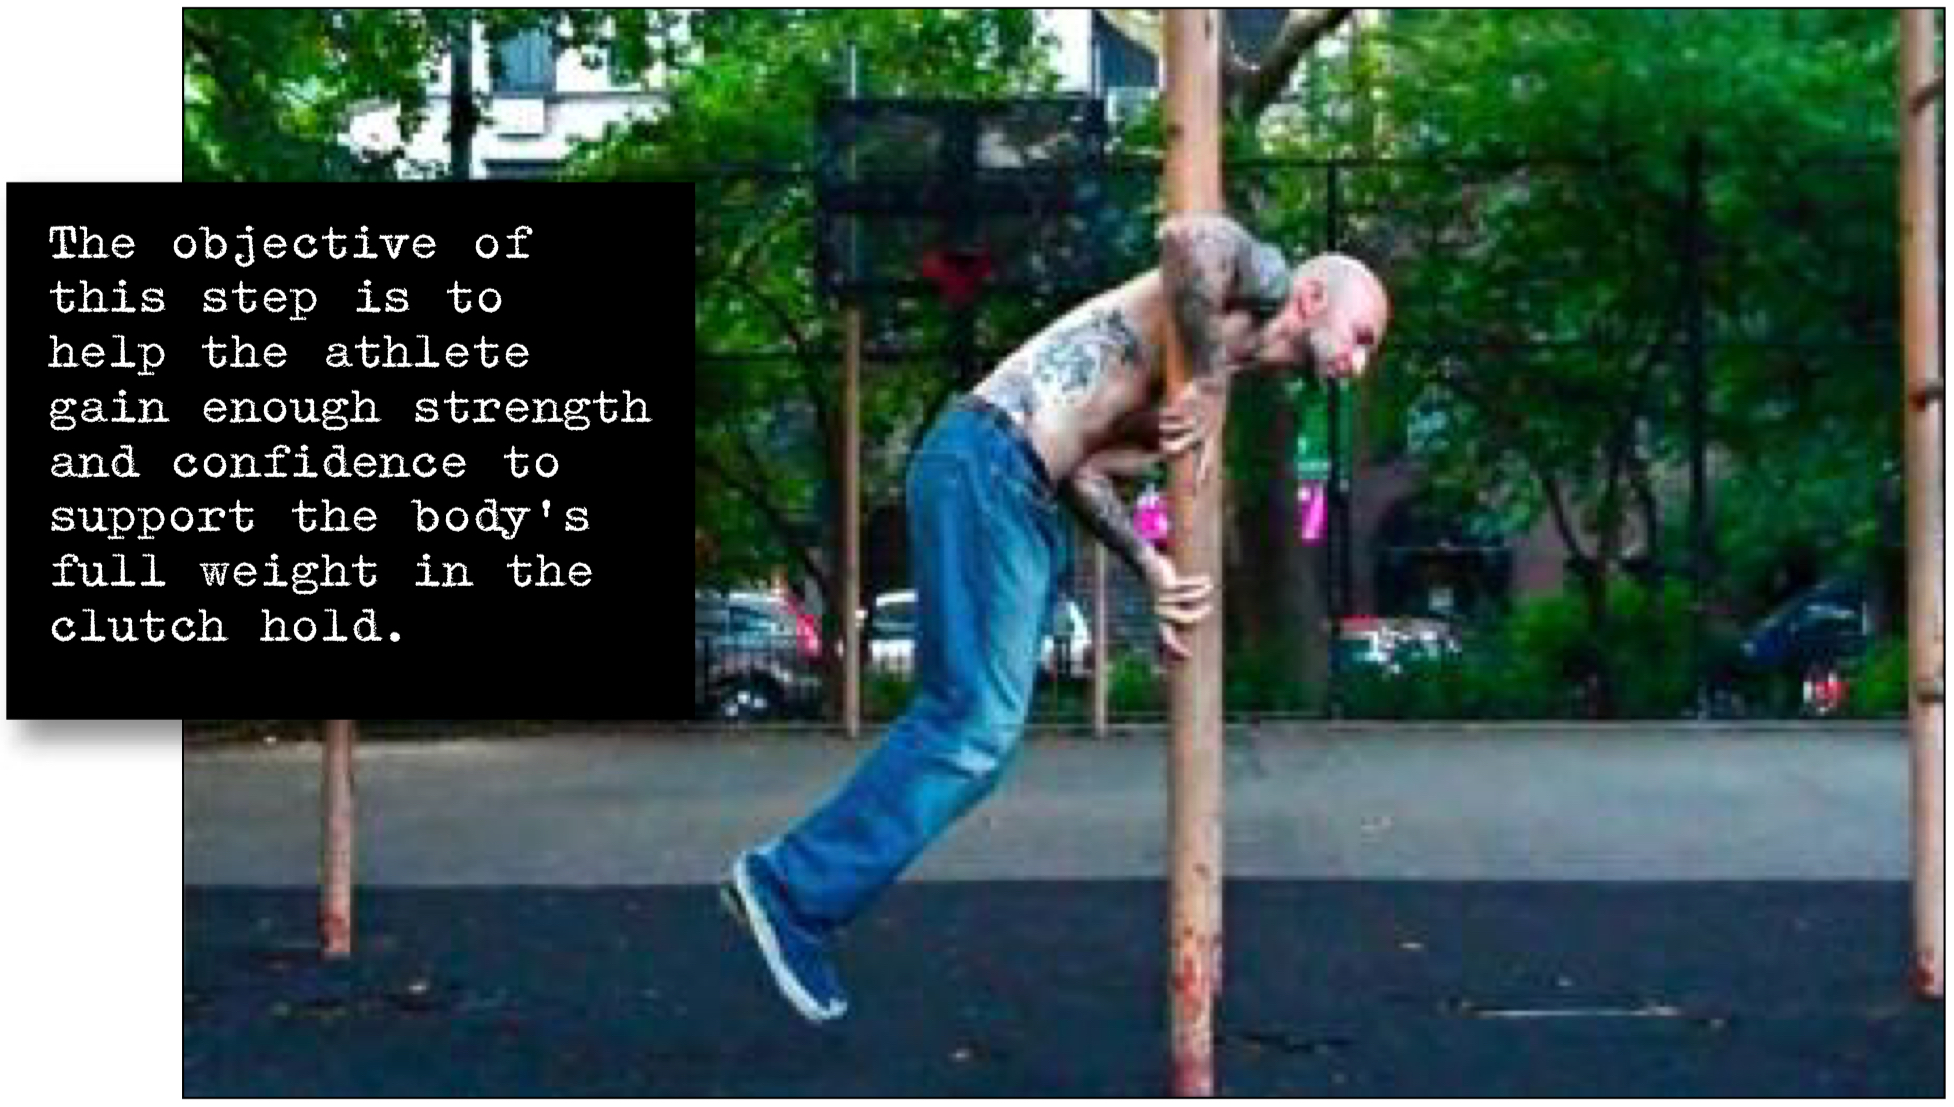 The objective of
this step is to
help the athlete
gain enough strength
and confidence to
support the body's
full weight in the
clutch hold.